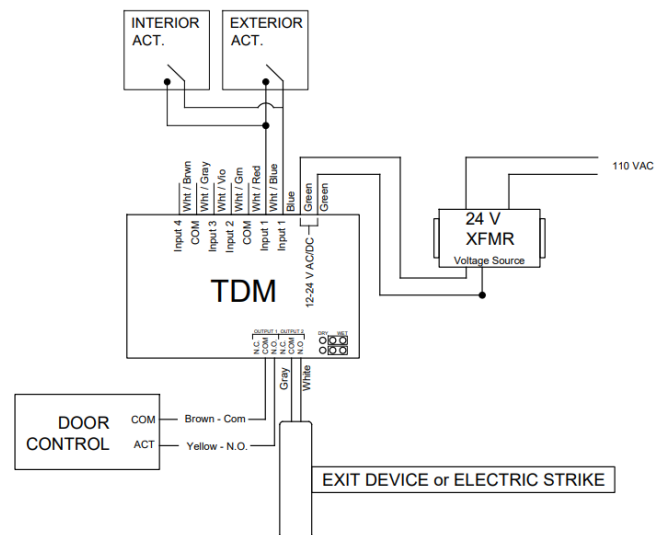 INTERIOR
ACT.
EXTERIOR
ACT.
110 VAC
Wht / Brwn
Wht / Gray
Wht / Vio
Wht / Grn
Wht / Red
Wht / Blue
Blue
Green
Green
24 V
XFMR
Voltage Source
Input 4
COM
Input 3
Input 2
COM
Input 1
Input 1
12-24 V AC/DC
TDM
OUTPUT 1
OUTPUT 2
DRY
WET
N.C.
COM
N.O.
N.C.
COM
N.O.
Gray
White
DOOR
CONTROL
COM
Brown - Com
ACT
Yellow - N.O.
EXIT DEVICE or ELECTRIC STRIKE